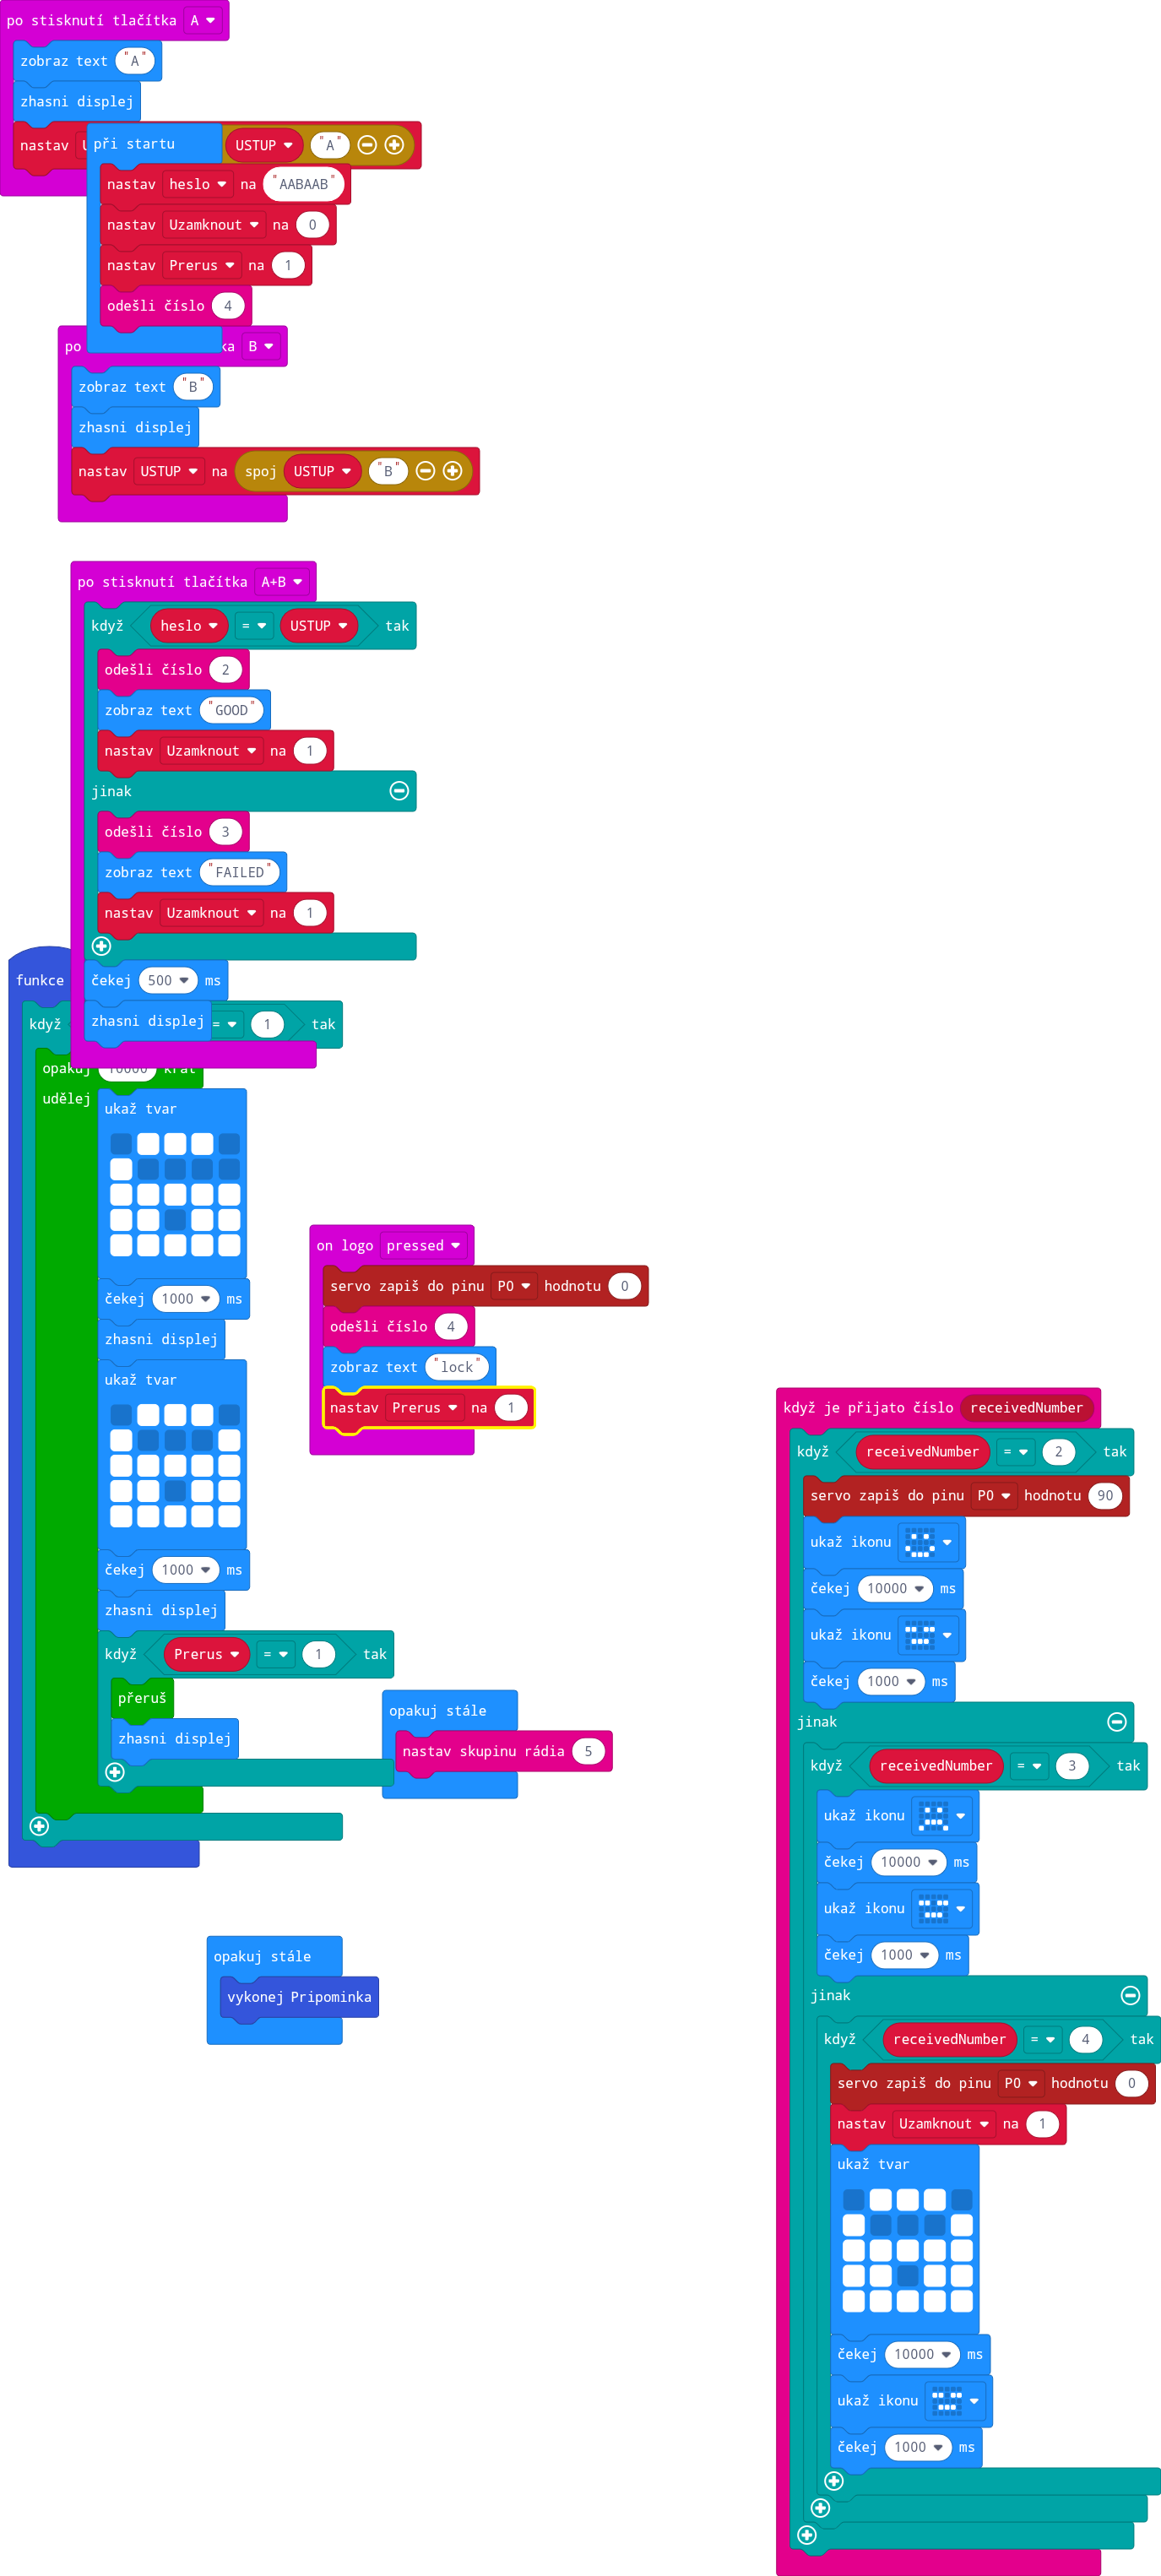 po stisknutí tlačítka A
zobraz text "A"
zhasni displej
nastav USTUP "A"
při startu
nastav heslo na "AABAAB"
nastav Uzamknout na 0
nastav Prerus na 1
odešli číslo 4
po B
zobraz text "B"
zhasni displej
nastav USTUP na spoj USTUP "B"
po stisknutí tlačítka A+B
když heslo = USTUP tak
odešli číslo 2
zobraz text "GOOD"
nastav Uzamknout na 1
jinak
odešli číslo 3
zobraz text "FAILED"
nastav Uzamknout na 1
čekej 500 ms
zhasni displej
funkce
když = 1 tak
opakuj 10000 krát
udělej
ukaž tvar
čekej 1000 ms
zhasni displej
ukaž tvar
čekej 1000 ms
zhasni displej
když Prerus = 1 tak
přeruš
zhasni displej
on logo pressed
servo zapiš do pinu P0 hodnotu 0
odešli číslo 4
zobraz text "lock"
nastav Prerus na 1
opakuj stále
nastav skupinu rádia 5
opakuj stále
vykonej Pripominka
když je přijato číslo receivedNumber
když receivedNumber = 2 tak
servo zapiš do pinu P0 hodnotu 90
ukaž ikonu
čekej 10000 ms
ukaž ikonu
čekej 1000 ms
jinak
když receivedNumber = 3 tak
ukaž ikonu
čekej 10000 ms
ukaž ikonu
čekej 1000 ms
jinak
když receivedNumber = 4 tak
servo zapiš do pinu P0 hodnotu 0
nastav Uzamknout na 1
ukaž tvar
čekej 10000 ms
ukaž ikonu
čekej 1000 ms